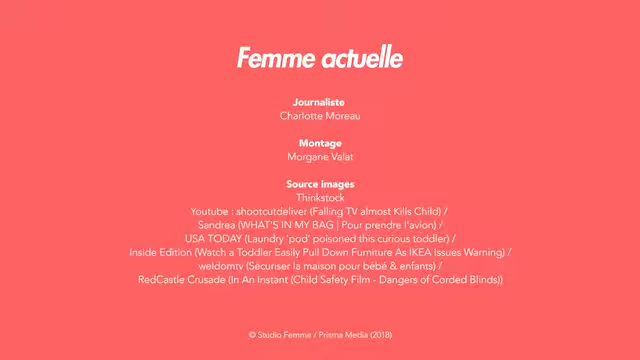 Femme actuelle
Journaliste
Charlotte Moreau
Montage
Morgane Valat
Source images
Thinkstock
Youtube : shootcutdeliver (Falling TV almost Kills Child) /
Sandrea (WHAT'S IN MY BAG | Pour prendre l'avion) /
USA TODAY (Laundry 'pod' poisoned this curious toddler) /
Inside Edition (Watch a Toddler Easily Pull Down Furniture As IKEA Issues Warning) /
weldomtv (Sécuriser la maison pour bébé & enfants) /
RedCastle Crusade (In An Instant (Child Safety Film - Dangers of Corded Blinds))
© Studio Femme / Prisma Media (2018)